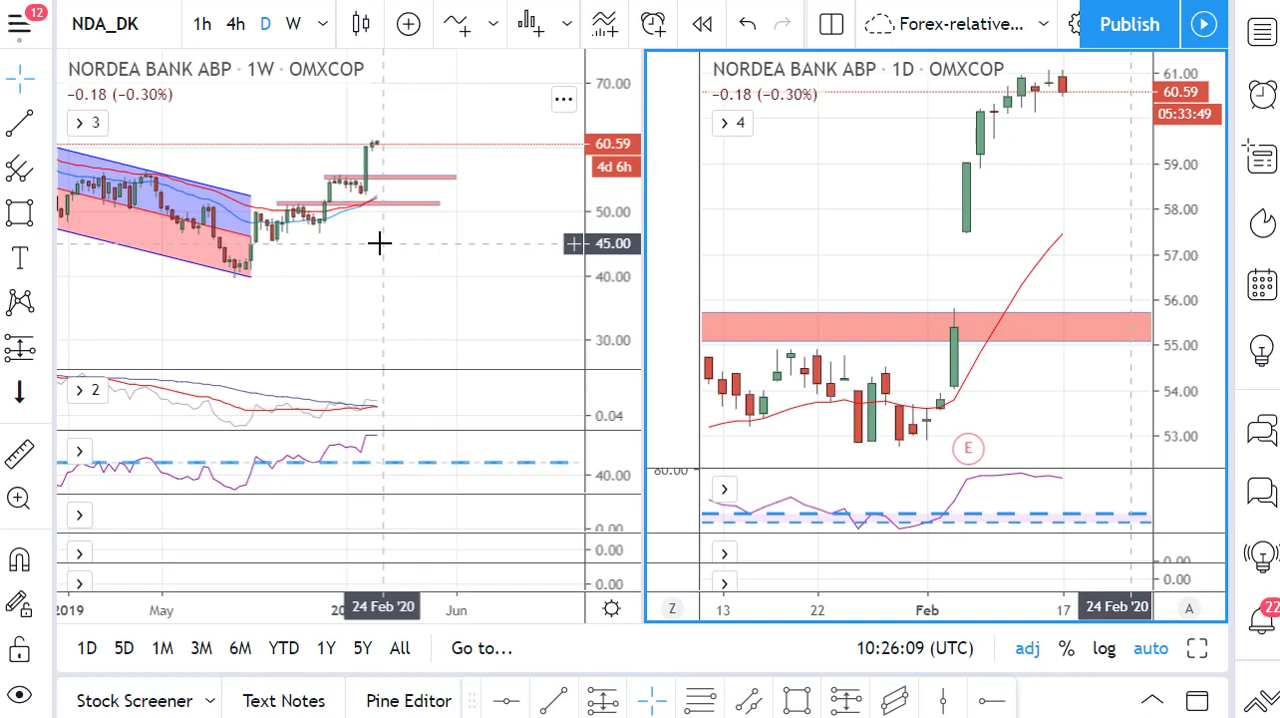 12
NDA_DK
1h 4h D W
Forex-relative...
Publish
NORDEA BANK ABP · 1W · OMXCOP
−0.18 (−0.30%)
3
70.00
60.59
4d 6h
50.00
45.00
40.00
30.00
2
0.04
40.00
0.00
0.00
0.00
2019 May 24 Feb '20 Jun
NORDEA BANK ABP · 1D · OMXCOP
−0.18 (−0.30%)
4
61.00
60.59
05:33:49
59.00
58.00
57.00
56.00
55.00
54.00
53.00
E
80.00
0.00
0.00
Z 13 22 Feb 17 24 Feb '20 A
1D 5D 1M 3M 6M YTD 1Y 5Y All Go to...
10:26:09 (UTC) adj % log auto
Stock Screener Text Notes Pine Editor
22